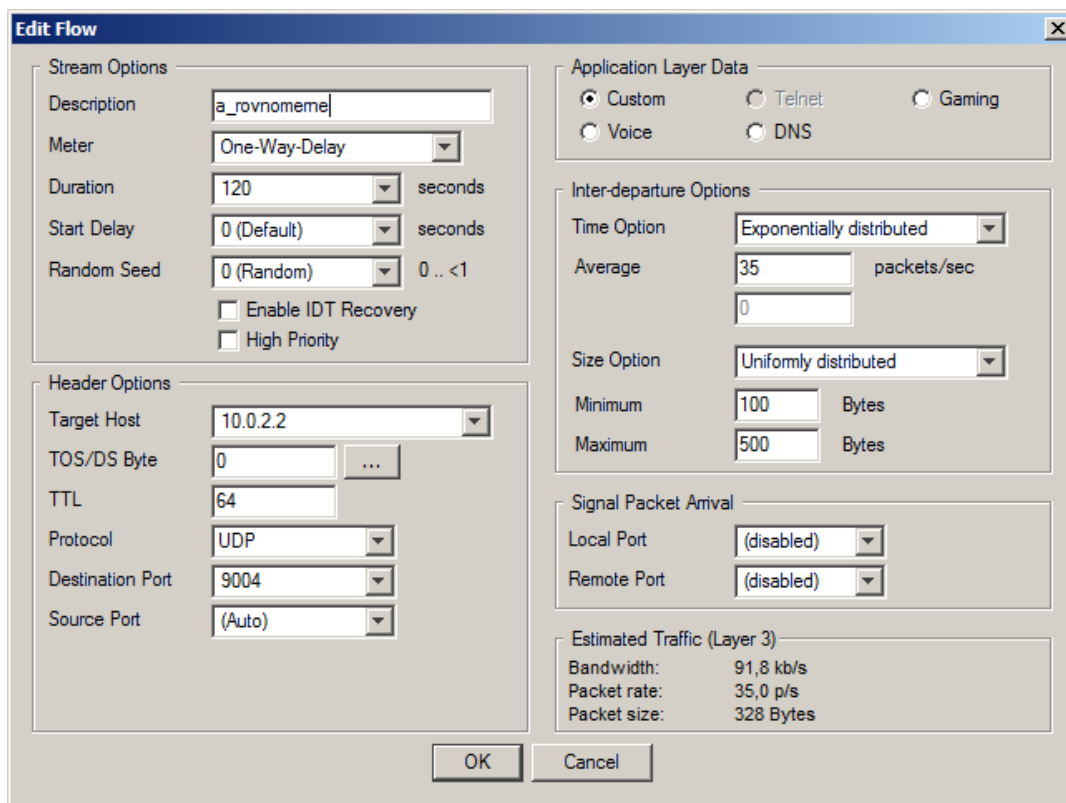 Edit Flow
Stream Options
Description a_rovnomerne
Meter One-Way-Delay
Duration 120 seconds
Start Delay 0 (Default) seconds
Random Seed 0 (Random) 0 .. <1
Enable IDT Recovery
High Priority
Header Options
Target Host 10.0.2.2
TOS/DS Byte 0 ...
TTL 64
Protocol UDP
Destination Port 9004
Source Port (Auto)
Application Layer Data
Custom Telnet Gaming
Voice DNS
Inter-departure Options
Time Option Exponentially distributed
Average 35 packets/sec
0
Size Option Uniformly distributed
Minimum 100 Bytes
Maximum 500 Bytes
Signal Packet Arrival
Local Port (disabled)
Remote Port (disabled)
Estimated Traffic (Layer 3)
Bandwidth: 91,8 kb/s
Packet rate: 35,0 p/s
Packet size: 328 Bytes
OK Cancel